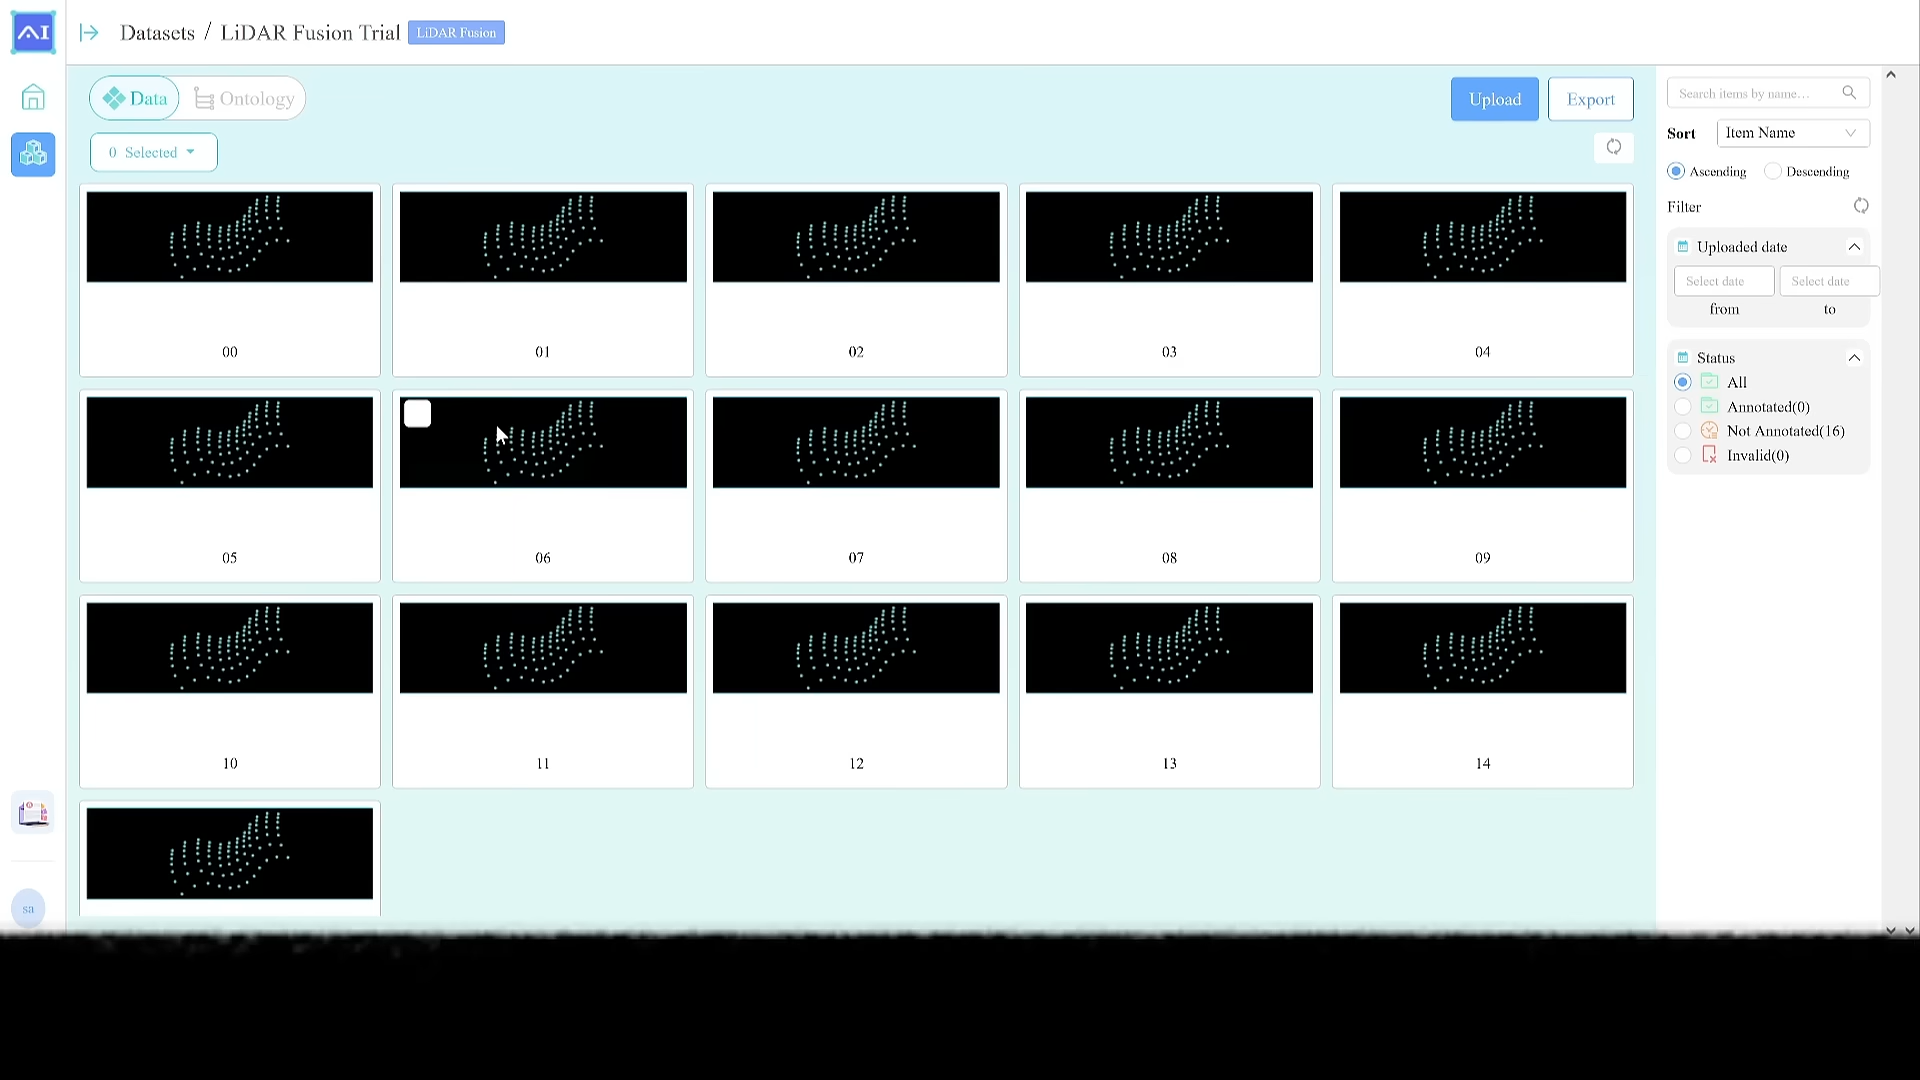 AI
Datasets / LiDAR Fusion Trial LiDAR Fusion
Data Ontology
Upload Export
0 Selected
00 01 02 03 04
05 06 07 08 09
10 11 12 13 14
Search items by name...
Sort Item Name
Ascending Descending
Filter
Uploaded date
Select date Select date
from to
Status
All
Annotated(0)
Not Annotated(16)
Invalid(0)
sa